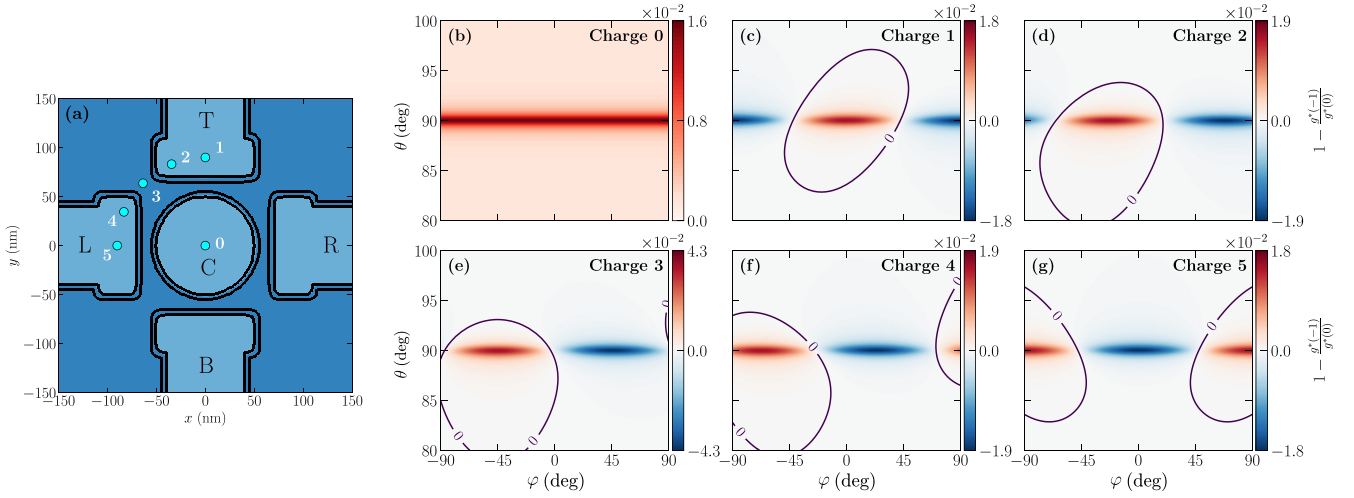 (a)
T
1
2
3
4
5
0
L
R
C
B
150
100
50
0
−50
−100
−150
y (nm)
−150 −100 −50 0 50 100 150
x (nm)
(b) Charge 0
×10⁻²
1.6
0.8
0.0
100
95
90
85
80
θ (deg)
(c) Charge 1
0
×10⁻²
1.8
0.0
−1.8
(d) Charge 2
0
0
×10⁻²
1.9
0.0
−1.9
1 − g*(−1)/g*(0)
(e) Charge 3
0
0
0
0
×10⁻²
4.3
0.0
−4.3
100
95
90
85
80
θ (deg)
−90 −45 0 45 90
φ (deg)
(f) Charge 4
0
0
0
×10⁻²
1.9
0.0
−1.9
−90 −45 0 45 90
φ (deg)
(g) Charge 5
0
0
×10⁻²
1.8
0.0
−1.8
−90 −45 0 45 90
φ (deg)
1 − g*(−1)/g*(0)